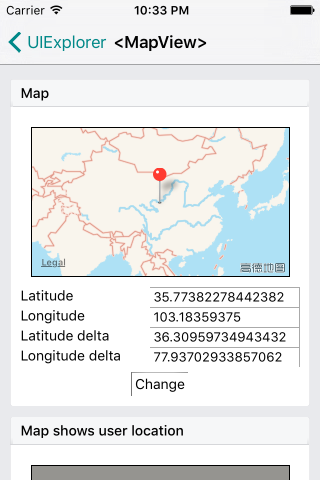 Carrier 10:33 PM
UIExplorer <MapView>
Map
Legal 高德地图
Latitude 35.77382278442382
Longitude 103.18359375
Latitude delta 36.30959734943432
Longitude delta 77.93702933857062
Change
Map shows user location